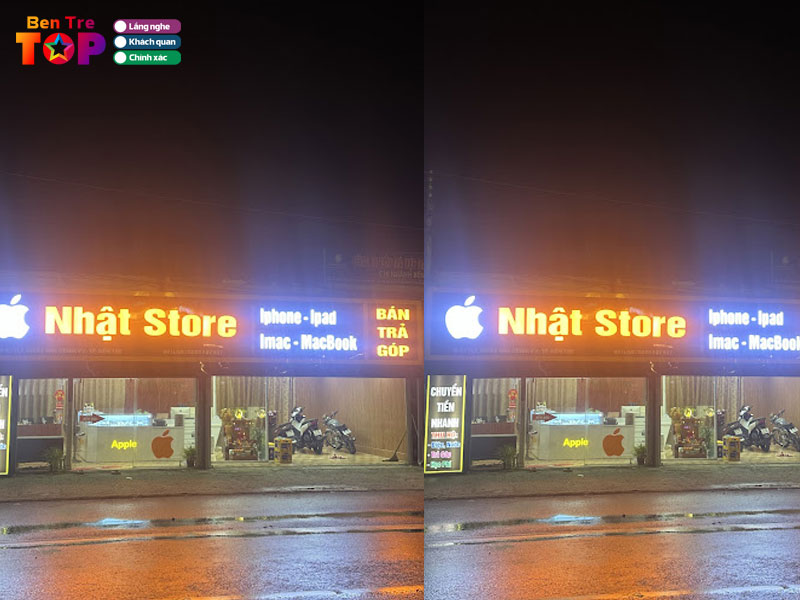 Ben Tre
TOP
Lắng nghe
Khách quan
Chính xác
Nhật Store
Iphone - Ipad
Imac - MacBook
BÁN
TRẢ
GÓP
Apple
Nhật Store
Iphone - Ipad
Imac - MacBook
CHUYỂN
TIỀN
NHANH
Apple